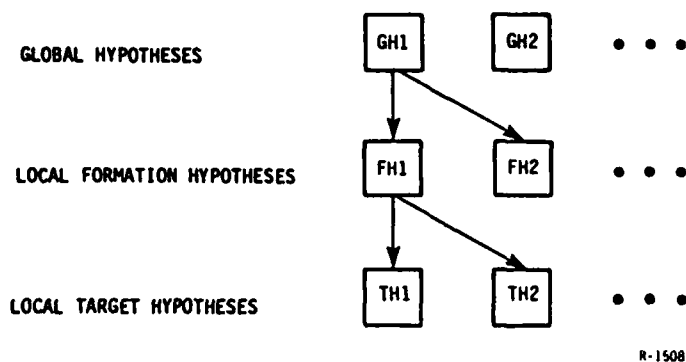 GLOBAL HYPOTHESES GH1 GH2 • • •
LOCAL FORMATION HYPOTHESES FH1 FH2 • • •
LOCAL TARGET HYPOTHESES TH1 TH2 • • •
R-1508